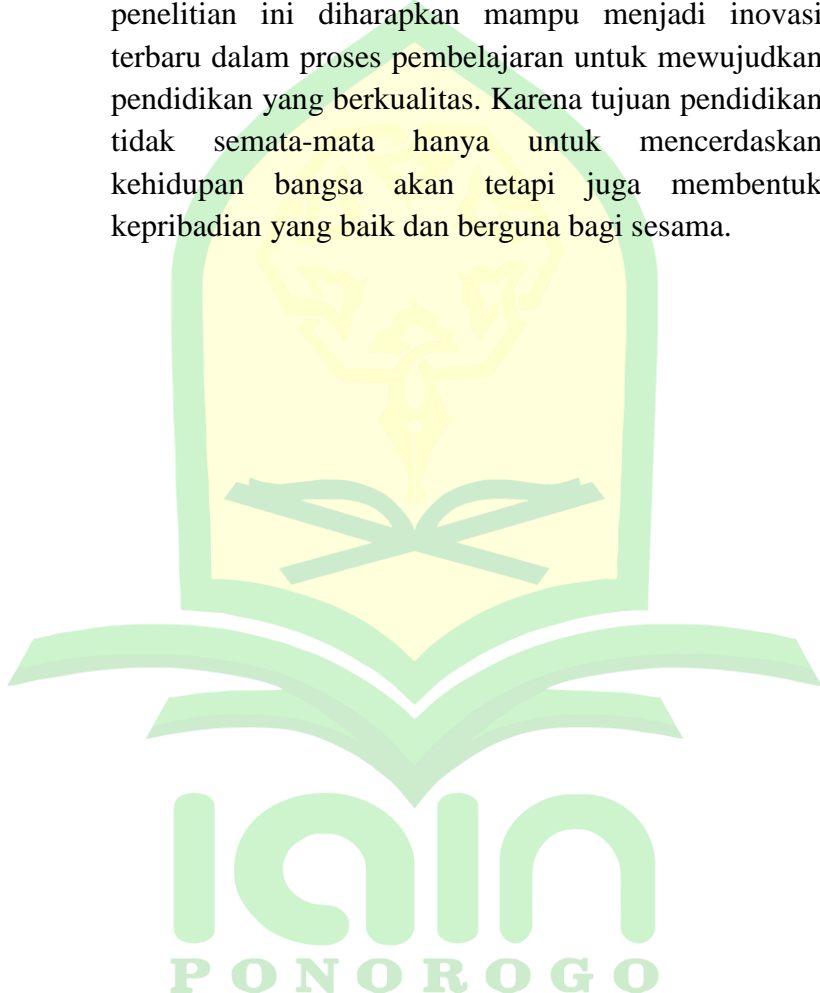 penelitian ini diharapkan mampu menjadi inovasi
terbaru dalam proses pembelajaran untuk mewujudkan
pendidikan yang berkualitas. Karena tujuan pendidikan
tidak semata-mata hanya untuk mencerdaskan
kehidupan bangsa akan tetapi juga membentuk
kepribadian yang baik dan berguna bagi sesama.
iain
PONOROGO